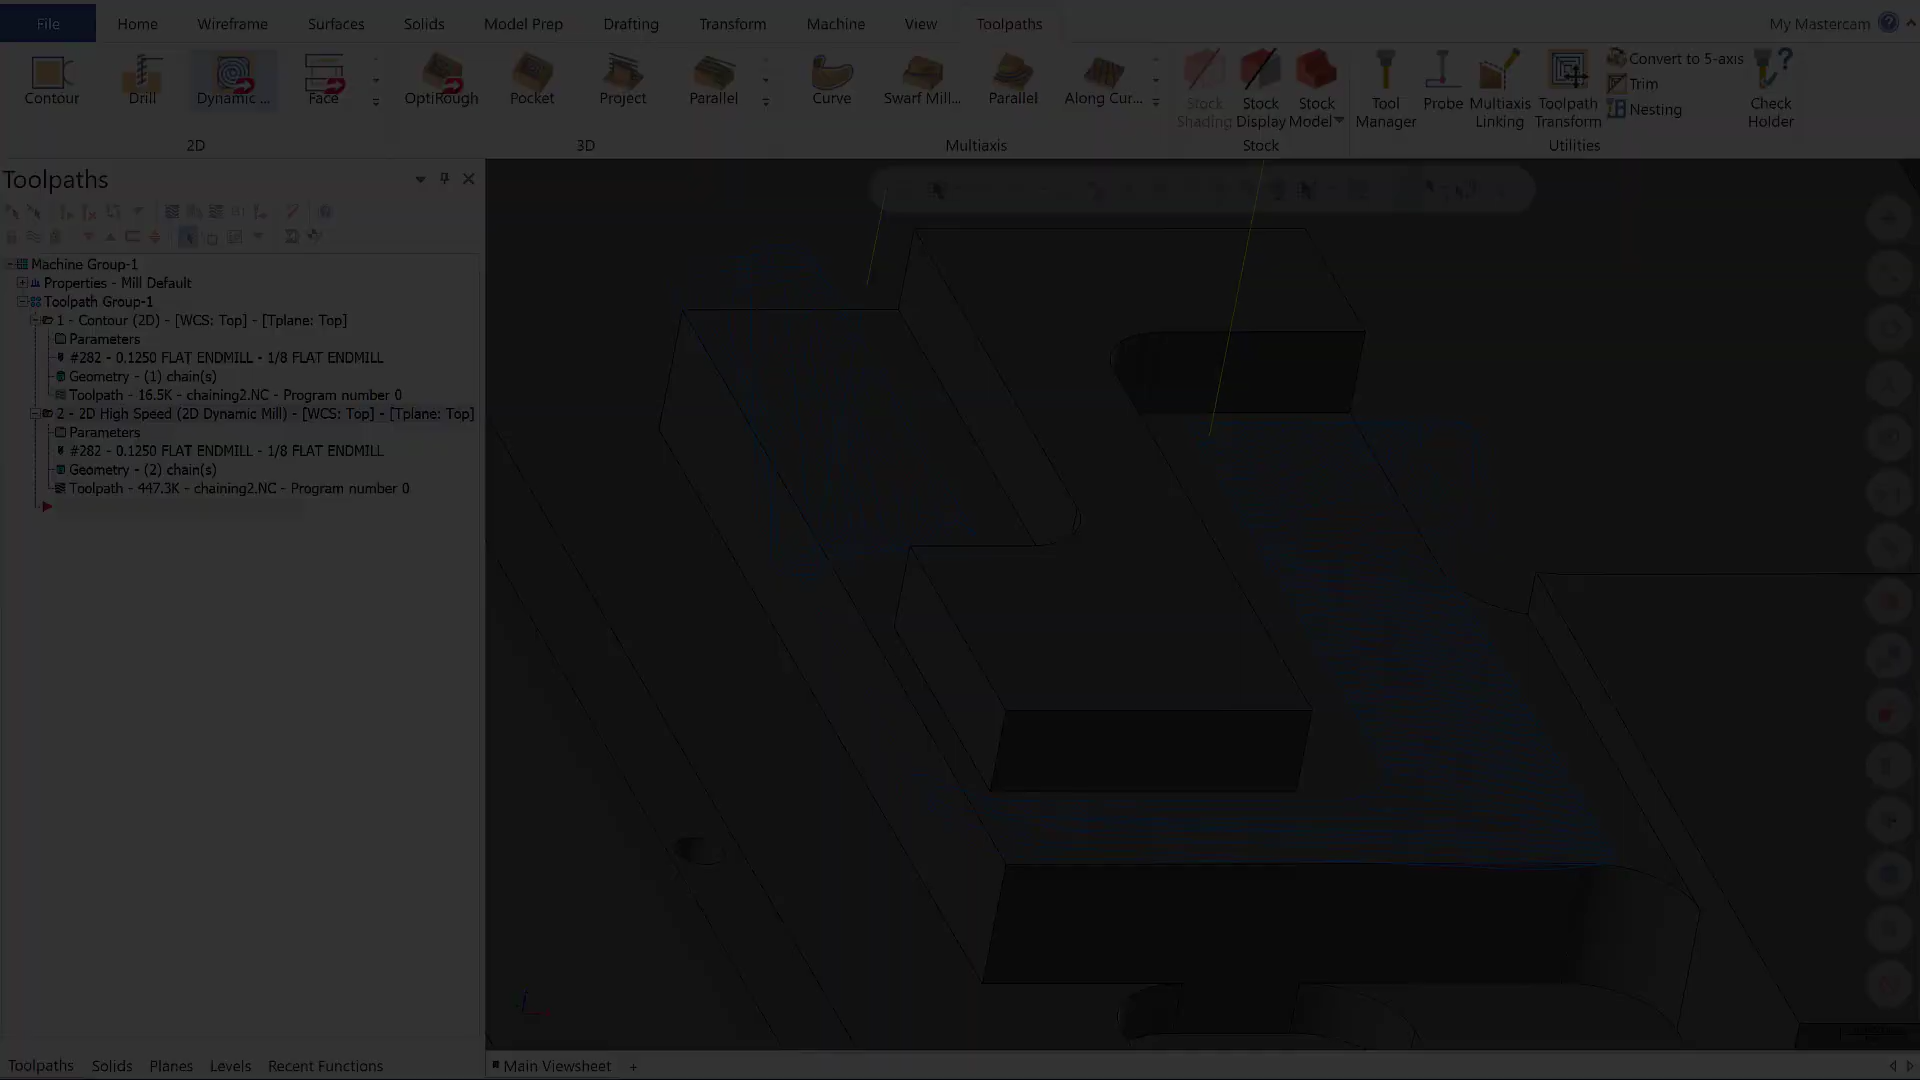 File Home Wireframe Surfaces Solids Model Prep Drafting Transform Machine View Toolpaths My Mastercam
Contour Drill Dynamic ... Face OptiRough Pocket Project Parallel Curve Swarf Mill... Parallel Along Cur...
Stock Shading
Stock Display
Stock Model
Tool Manager
Probe
Multiaxis Linking
Toolpath Transform
Convert to 5-axis
Trim
Nesting
Check Holder
2D 3D Multiaxis Stock Utilities
Toolpaths
Machine Group-1
Properties - Mill Default
Toolpath Group-1
1 - Contour (2D) - [WCS: Top] - [Tplane: Top]
Parameters
#282 - 0.1250 FLAT ENDMILL - 1/8 FLAT ENDMILL
Geometry - (1) chain(s)
Toolpath - 16.5K - chaining2.NC - Program number 0
2 - 2D High Speed (2D Dynamic Mill) - [WCS: Top] - [Tplane: Top]
Parameters
#282 - 0.1250 FLAT ENDMILL - 1/8 FLAT ENDMILL
Geometry - (2) chain(s)
Toolpath - 447.3K - chaining2.NC - Program number 0
Toolpaths Solids Planes Levels Recent Functions Main Viewsheet +